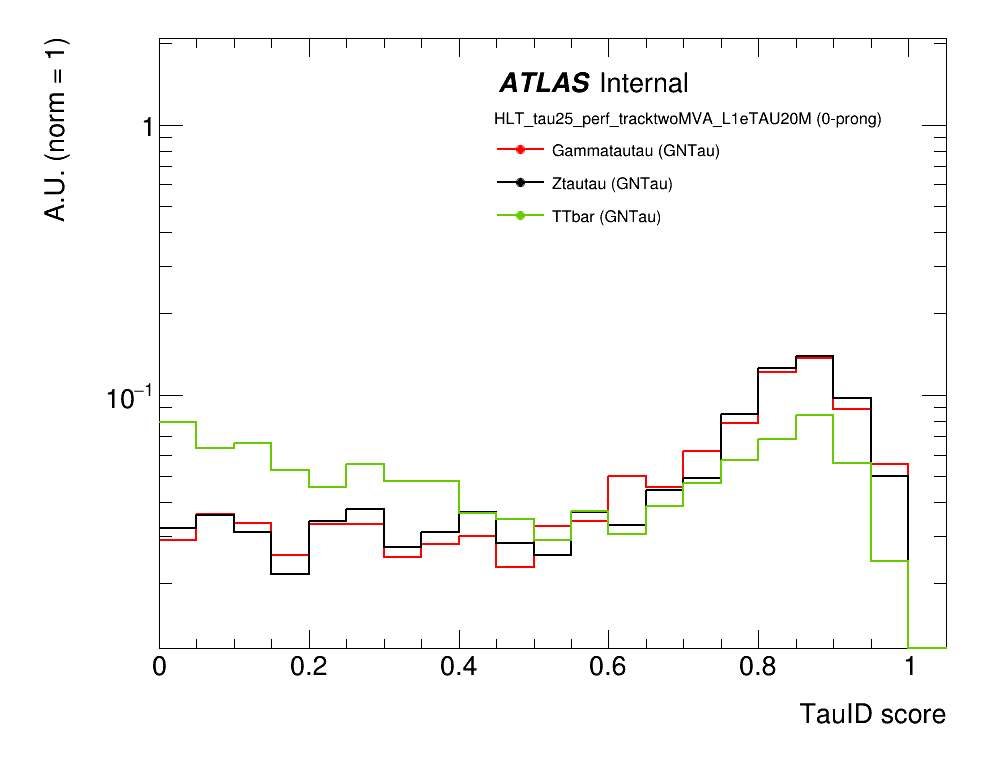 A.U. (norm = 1)
ATLAS Internal
HLT_tau25_perf_tracktwoMVA_L1eTAU20M (0-prong)
Gammatautau (GNTau)
Ztautau (GNTau)
TTbar (GNTau)
1
10⁻¹
0 0.2 0.4 0.6 0.8 1
TauID score